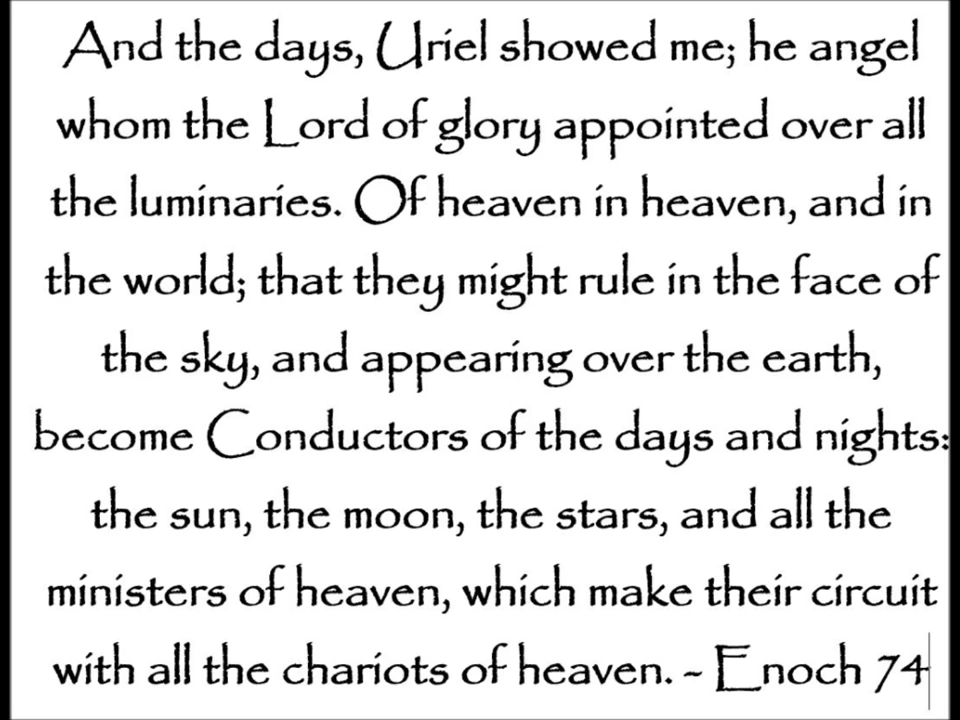 And the days, Uriel showed me; he angel
whom the Lord of glory appointed over all
the luminaries. Of heaven in heaven, and in
the world; that they might rule in the face of
the sky, and appearing over the earth,
become Conductors of the days and nights:
the sun, the moon, the stars, and all the
ministers of heaven, which make their circuit
with all the chariots of heaven. ~ Enoch 74